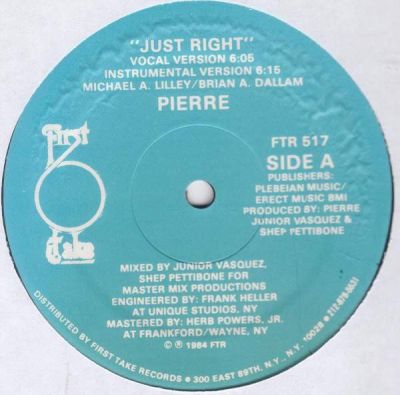 "JUST RIGHT"
VOCAL VERSION 6:05
INSTRUMENTAL VERSION 6:15
MICHAEL A. LILLEY/BRIAN A. DALLAM
PIERRE
First
Take
FTR 517
SIDE A
PUBLISHERS:
PLEBEIAN MUSIC/
ERECT MUSIC BMI
PRODUCED BY: PIERRE
JUNIOR VASQUEZ &
SHEP PETTIBONE
MIXED BY JUNIOR VASQUEZ,
SHEP PETTIBONE FOR
MASTER MIX PRODUCTIONS
ENGINEERED BY: FRANK HELLER
AT UNIQUE STUDIOS, NY
MASTERED BY: HERB POWERS, JR.
AT FRANKFORD/WAYNE, NY
© ℗ 1984 FTR
DISTRIBUTED BY FIRST TAKE RECORDS • 300 EAST 89TH, N.Y., N.Y. 10028 •